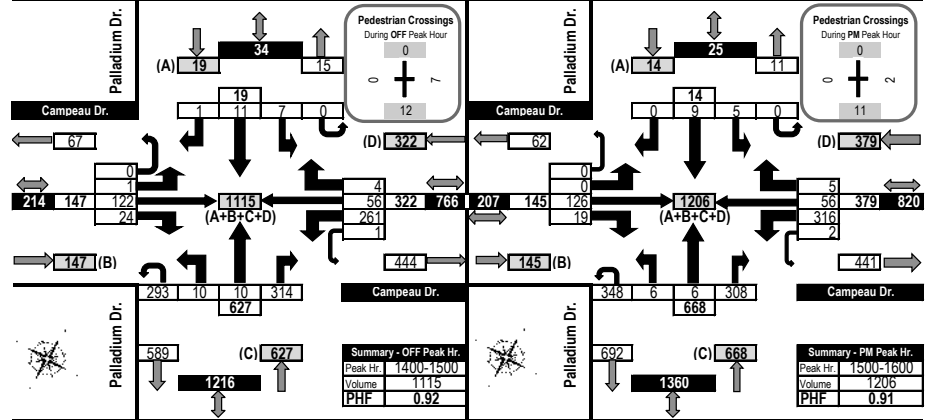 Palladium Dr.
Campeau Dr.
34
(A) 19 15
Pedestrian Crossings
During OFF Peak Hour
0
0 7
12
19
1 11 7 0
67
(D) 322
0
1
214 147 122
24
1115
(A+B+C+D)
4
56 322 766
261
1
147 (B)
444
293 10 10 314
627
Campeau Dr.
Palladium Dr.
589
(C) 627
1216
Summary - OFF Peak Hr.
Peak Hr. 1400-1500
Volume 1115
PHF 0.92
Palladium Dr.
Campeau Dr.
25
(A) 14 11
Pedestrian Crossings
During PM Peak Hour
0
0 2
11
14
0 9 5 0
62
(D) 379
0
0
207 145 126
19
1206
(A+B+C+D)
5
56 379 820
316
2
145 (B)
441
348 6 6 308
668
Campeau Dr.
Palladium Dr.
692
(C) 668
1360
Summary - PM Peak Hr.
Peak Hr. 1500-1600
Volume 1206
PHF 0.91